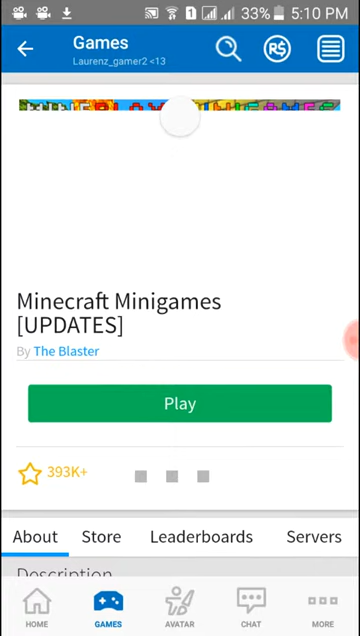 33% 5:10 PM
Games
Laurenz_gamer2 <13
R$
Minecraft Minigames
[UPDATES]
By The Blaster
Play
393K+
About Store Leaderboards Servers
Description
HOME GAMES AVATAR CHAT MORE